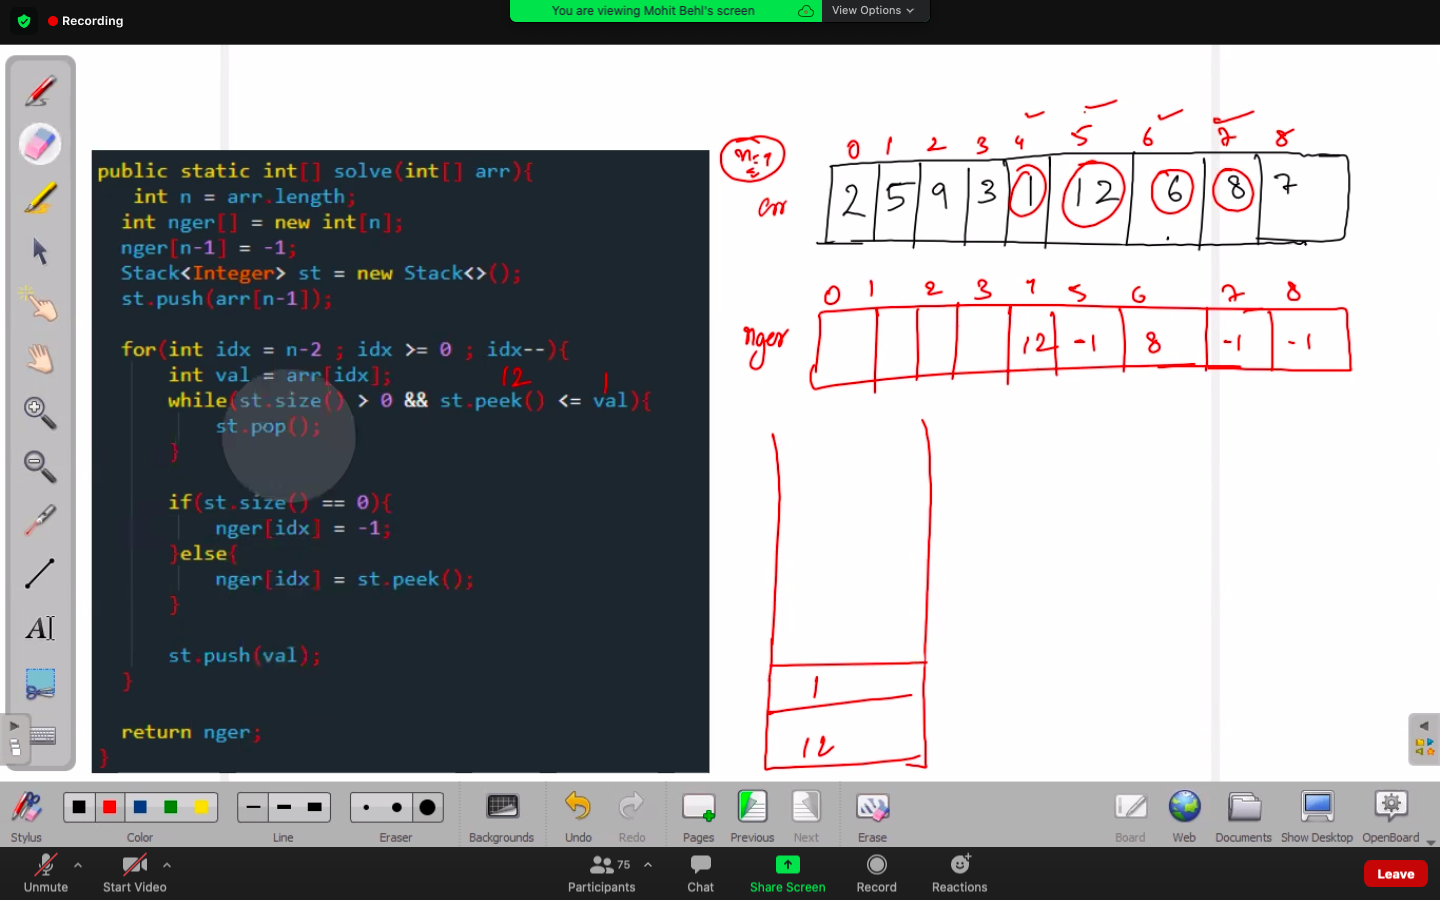 Recording
You are viewing Mohit Behl's screen
View Options
public static int[] solve(int[] arr){
int n = arr.length;
int nger[] = new int[n];
nger[n-1] = -1;
Stack<Integer> st = new Stack<>();
st.push(arr[n-1]);
for(int idx = n-2 ; idx >= 0 ; idx--){
int val = arr[idx];
12 1
while(st.size() > 0 && st.peek() <= val){
st.pop();
}
if(st.size() == 0){
nger[idx] = -1;
}else{
nger[idx] = st.peek();
}
st.push(val);
}
return nger;
}
0 1 2 3 4 5 6 7 8
arr 2 5 9 3 1 12 6 8 7
0 1 2 3 4 5 6 7 8
nger 12 -1 8 -1 -1
1
12
Stylus
Color
Line
Eraser
Backgrounds
Undo
Redo
Pages
Previous
Next
Erase
Board
Web
Documents
Show Desktop
OpenBoard
Unmute
Start Video
75
Participants
Chat
Share Screen
Record
Reactions
Leave